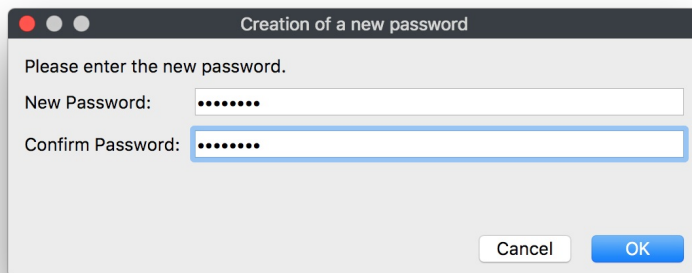 Creation of a new password
Please enter the new password.
New Password: ••••••••
Confirm Password: ••••••••
Cancel OK